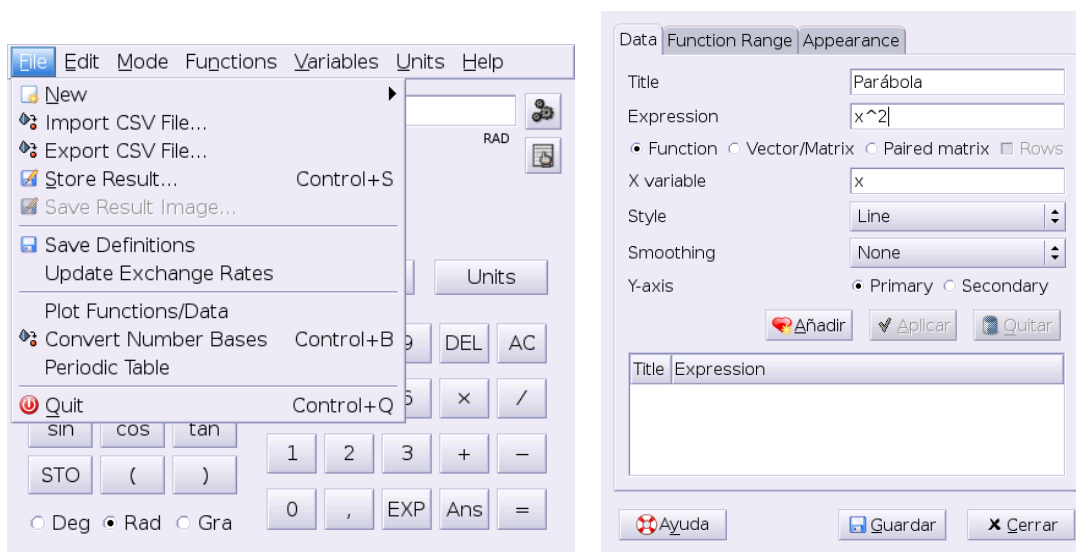 File Edit Mode Functions Variables Units Help
New
Import CSV File...
Export CSV File...
RAD
Store Result... Control+S
Save Result Image...
Save Definitions
Update Exchange Rates
Units
Plot Functions/Data
Convert Number Bases Control+B
9 DEL AC
Periodic Table
Quit Control+Q
× /
sin cos tan
1 2 3 + −
STO ( )
0 , EXP Ans =
Deg Rad Gra
Data Function Range Appearance
Title Parábola
Expression x^2
Function Vector/Matrix Paired matrix Rows
X variable x
Style Line
Smoothing None
Y-axis Primary Secondary
Añadir Aplicar Quitar
Title Expression
Ayuda Guardar Cerrar